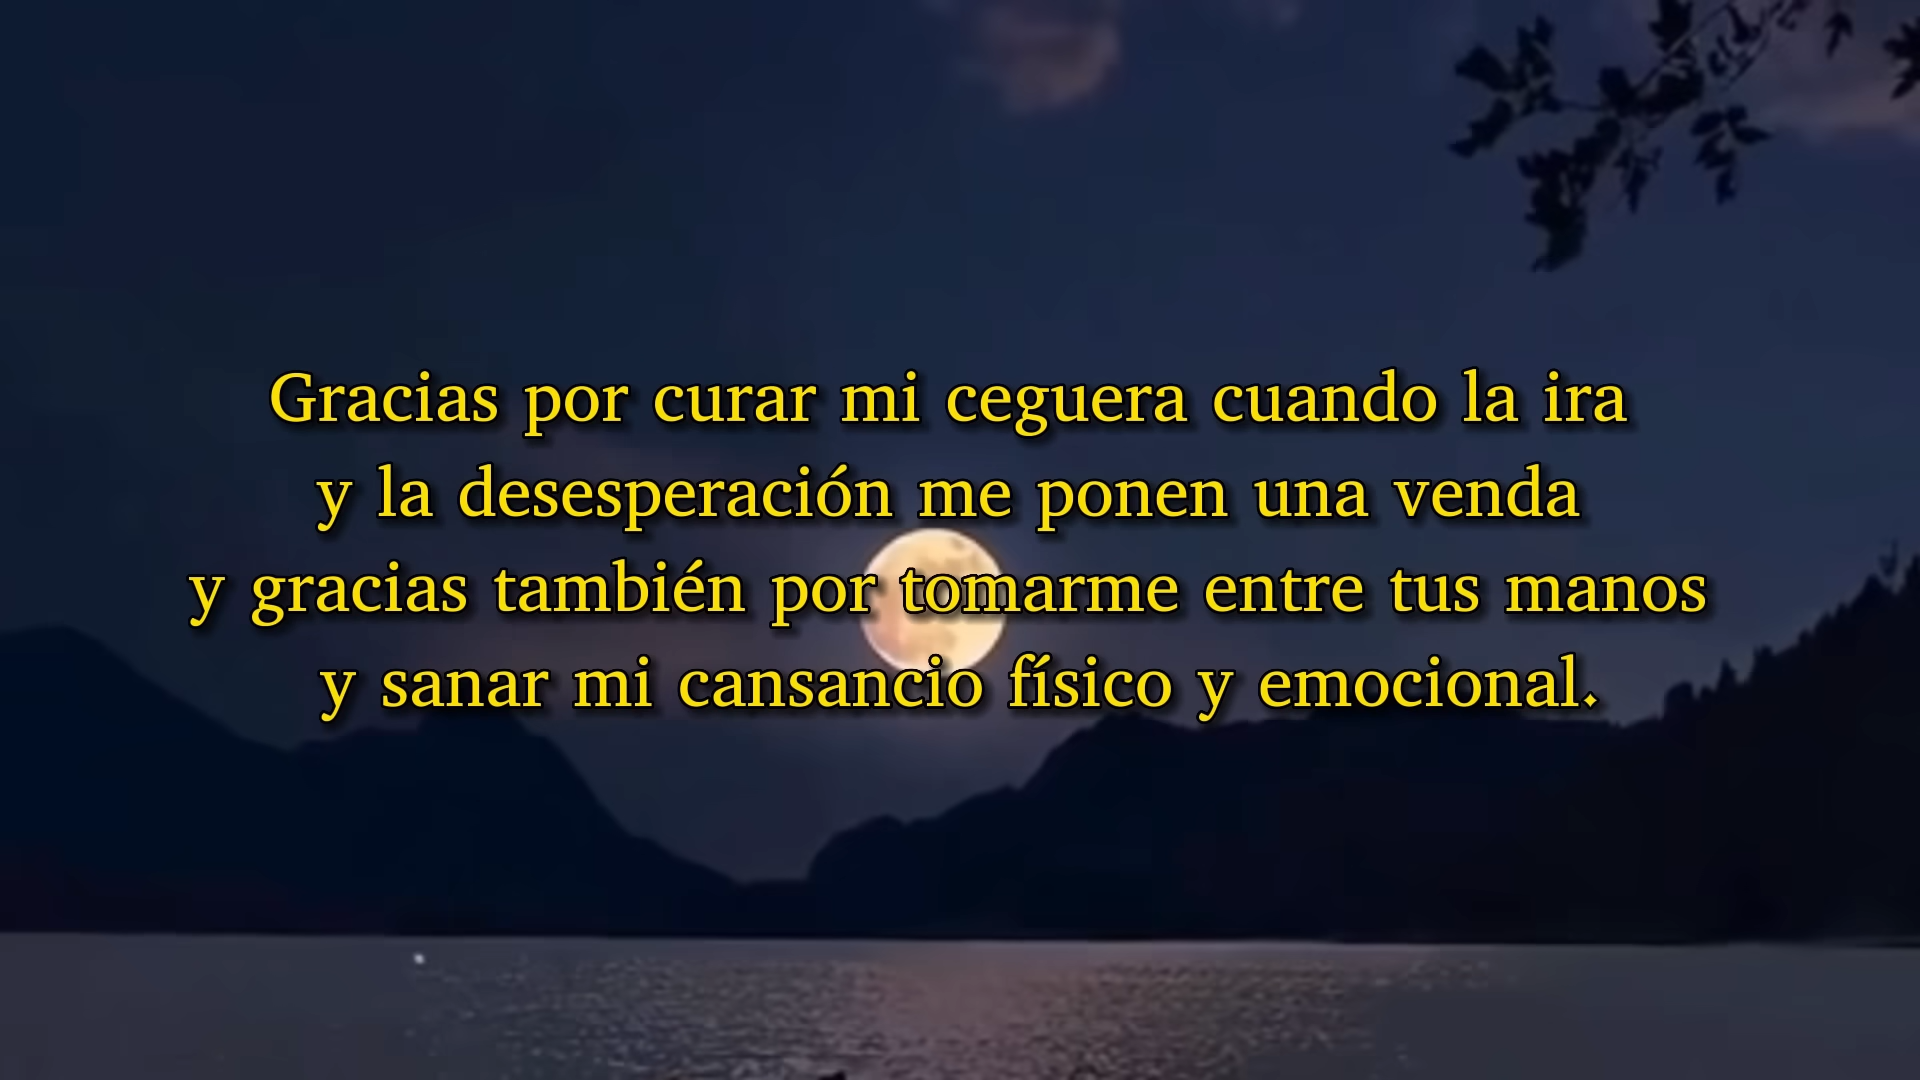 Gracias por curar mi ceguera cuando la ira
y la desesperación me ponen una venda
y gracias también por tomarme entre tus manos
y sanar mi cansancio físico y emocional.